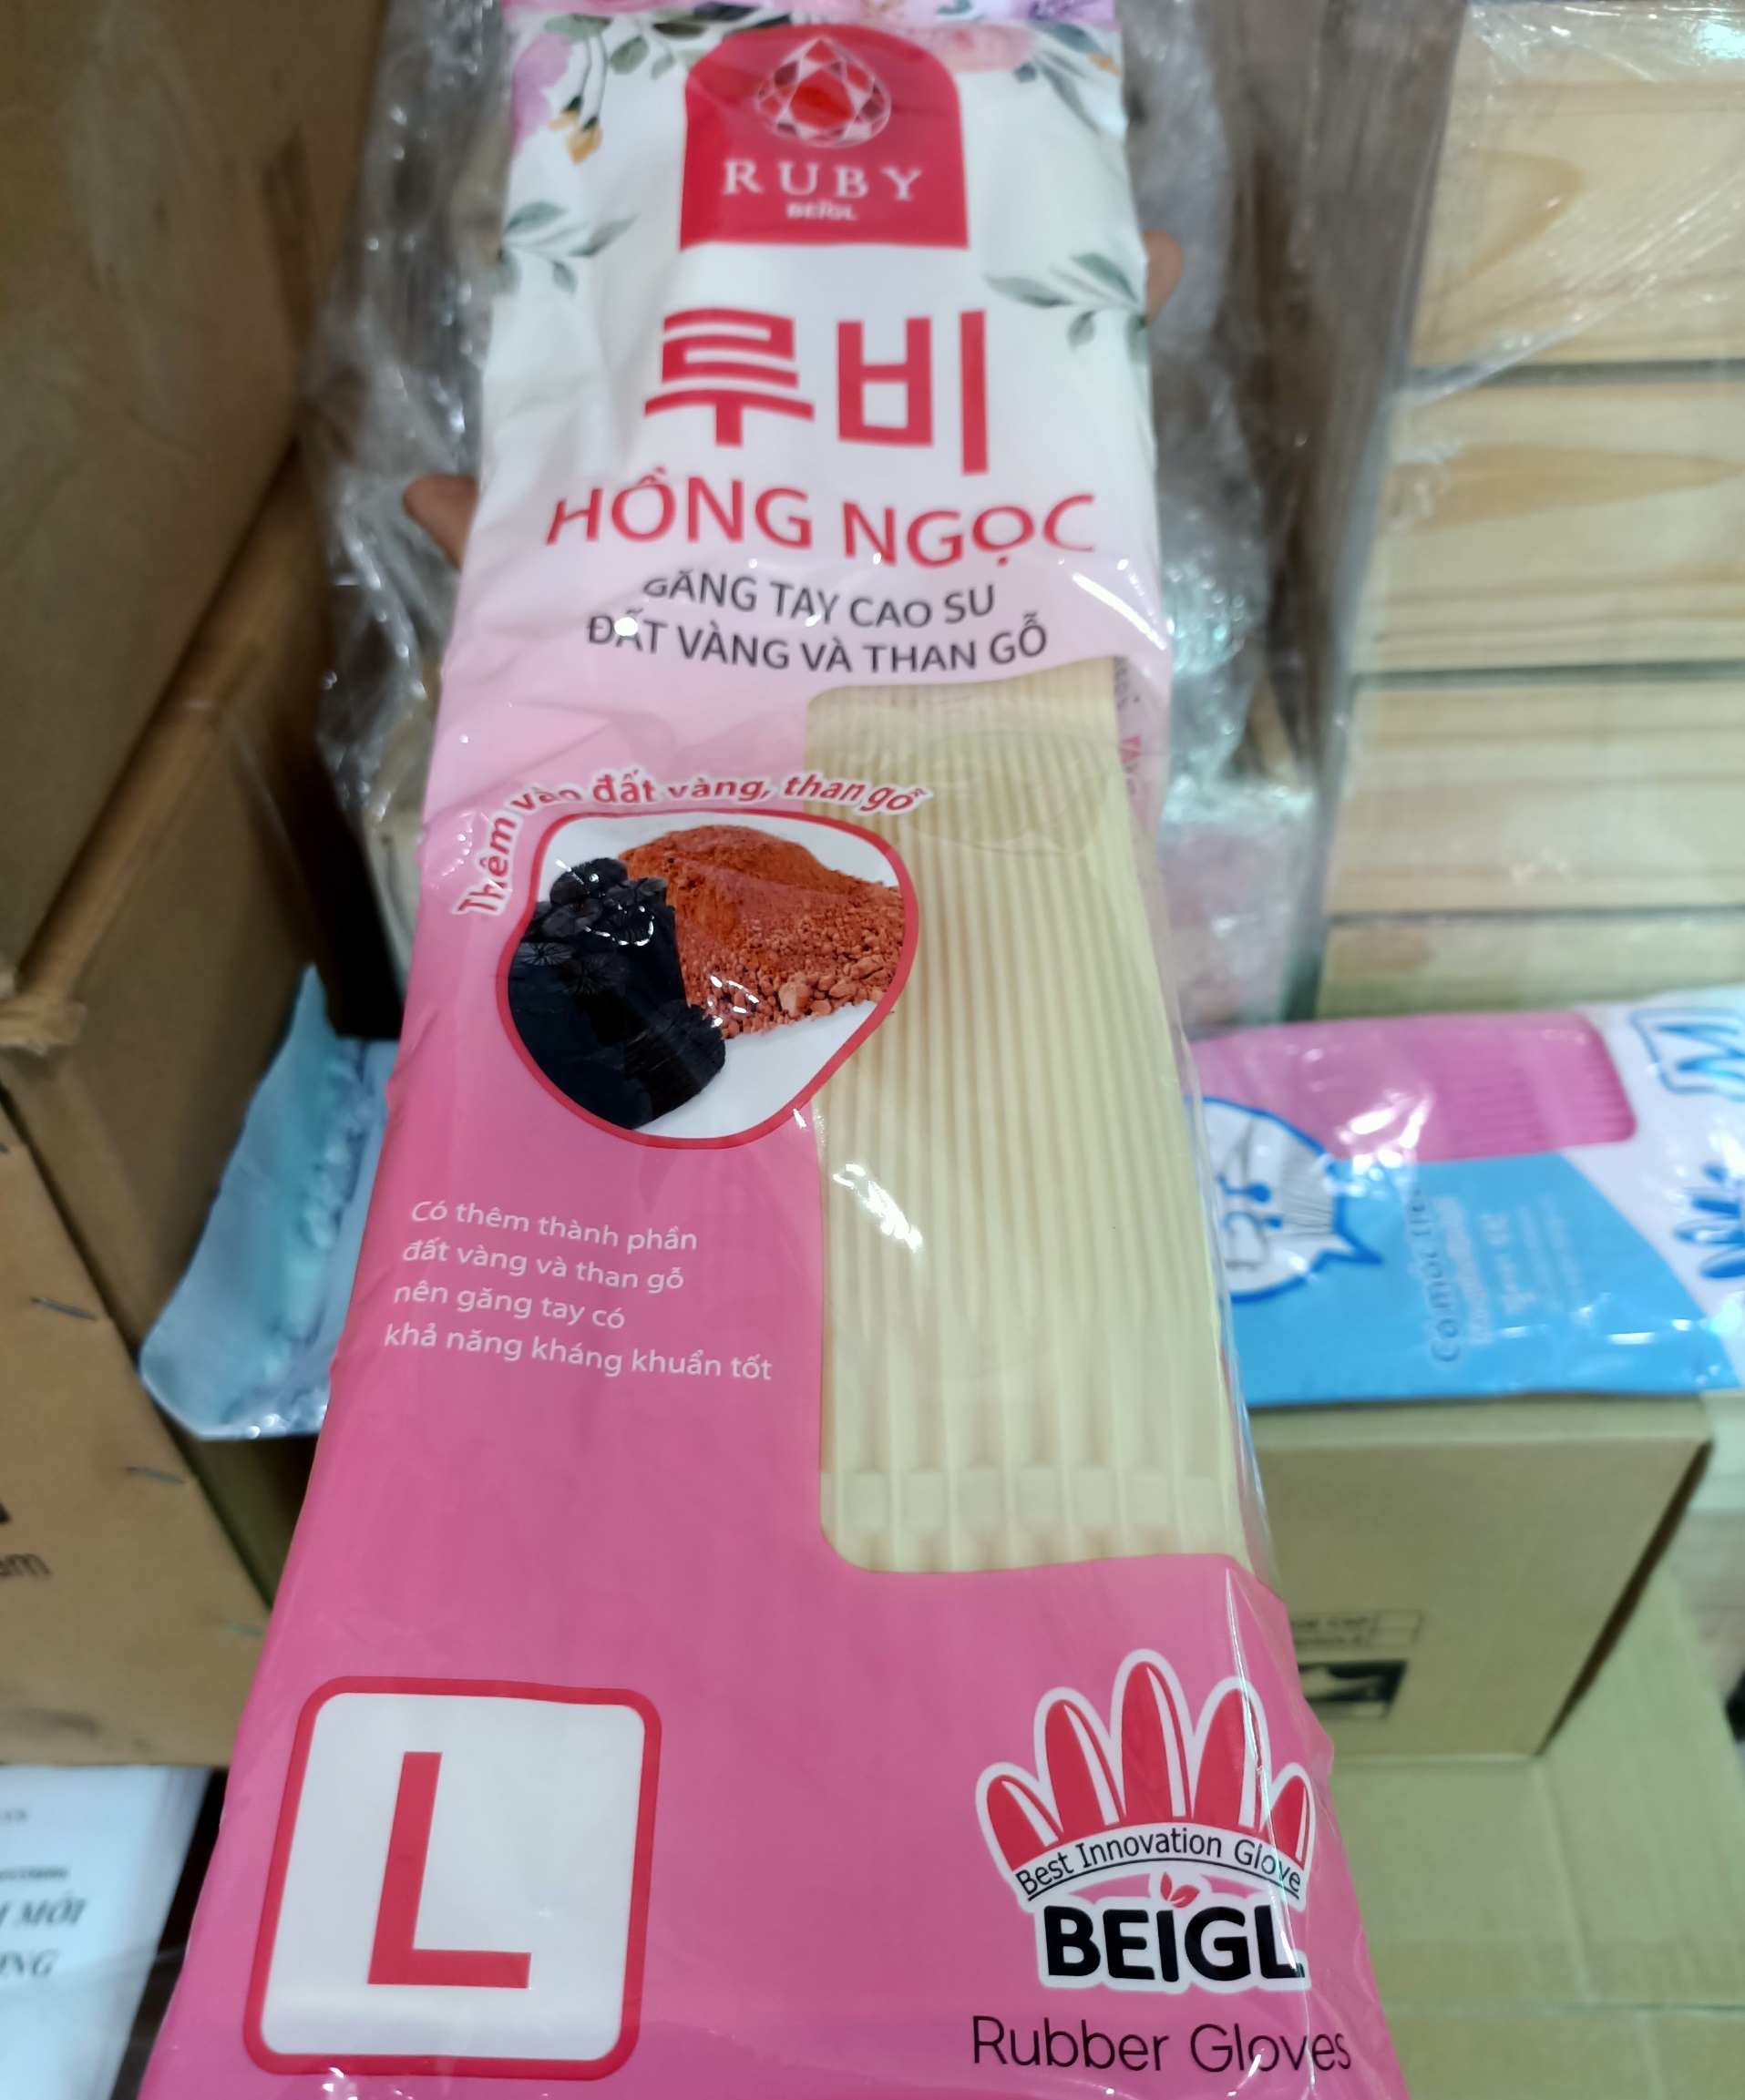 RUBY
BEIGL
루비
HỒNG NGỌC
GĂNG TAY CAO SU
ĐẤT VÀNG VÀ THAN GỖ
Thêm vào đất vàng, than gỗ
Có thêm thành phần
đất vàng và than gỗ
nên găng tay có
khả năng kháng khuẩn tốt
L
Best Innovation Glove
BEIGL
Rubber Gloves
M
MỚI